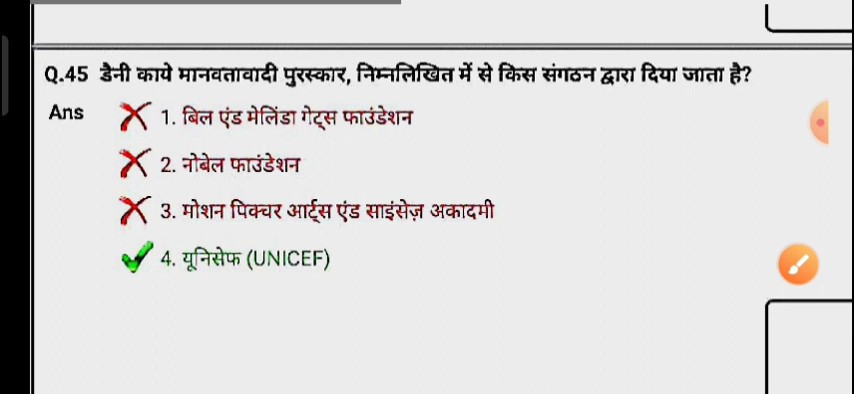 Q.45 डैनी काये मानवतावादी पुरस्कार, निम्नलिखित में से किस संगठन द्वारा दिया जाता है?
Ans 1. बिल एंड मेलिंडा गेट्स फाउंडेशन
2. नोबेल फाउंडेशन
3. मोशन पिक्चर आर्ट्स एंड साइंसेज़ अकादमी
4. यूनिसेफ (UNICEF)